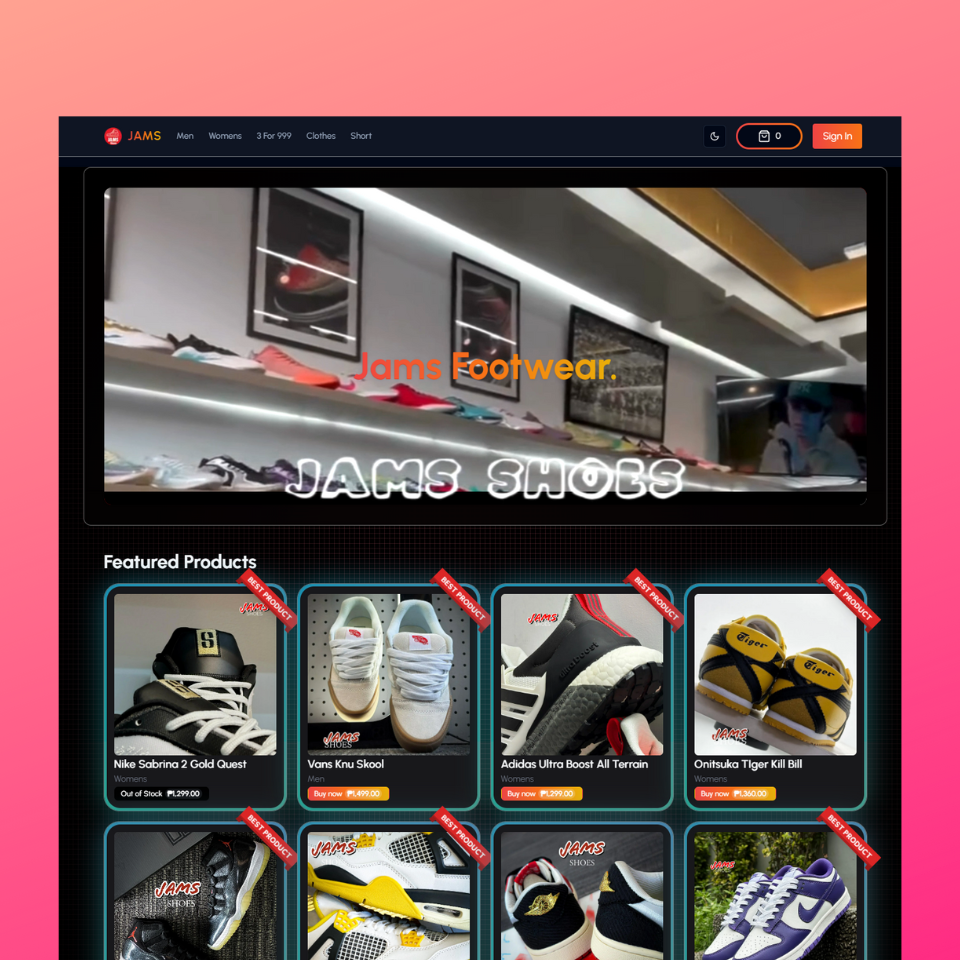 JAMS
Men
Womens
3 For 999
Clothes
Short
0
Sign In
Jams Footwear.
JAMS SHOES
Featured Products
BEST PRODUCT
BEST PRODUCT
BEST PRODUCT
BEST PRODUCT
JAMS
S
JAMS
SHOES
JAMS
Tiger
Tiger
JAMS
Nike Sabrina 2 Gold Quest
Womens
Out of Stock ₱1,299.00
Vans Knu Skool
Men
Buy now ₱1,499.00
Adidas Ultra Boost All Terrain
Womens
Buy now ₱1,299.00
Onitsuka TIger Kill Bill
Womens
Buy now ₱1,360.00
BEST PRODUCT
BEST PRODUCT
BEST PRODUCT
BEST PRODUCT
JAMS
SHOES
JAMS
JAMS
SHOES
JAMS